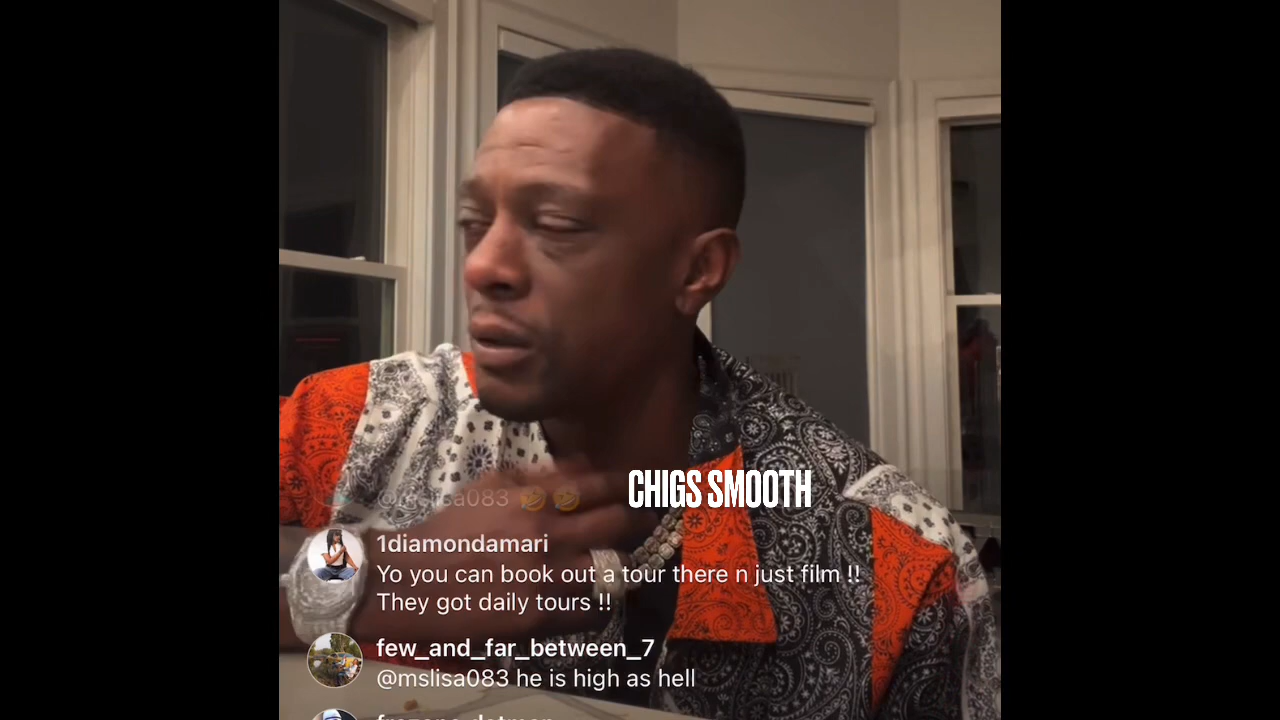 CHIGS SMOOTH
@mslisa083 🤣🤣
1diamondamari
Yo you can book out a tour there n just film !!
They got daily tours !!
few_and_far_between_7
@mslisa083 he is high as hell